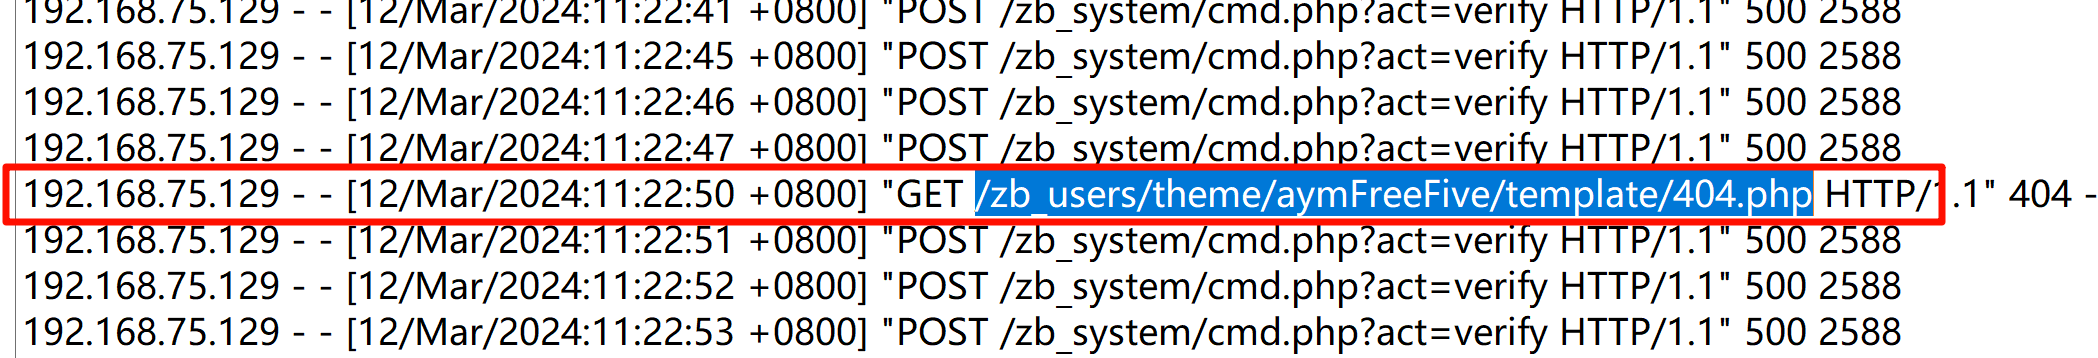 192.168.75.129 - - [12/Mar/2024:11:22:41 +0800] "POST /zb_system/cmd.php?act=verify HTTP/1.1" 500 2588
192.168.75.129 - - [12/Mar/2024:11:22:45 +0800] "POST /zb_system/cmd.php?act=verify HTTP/1.1" 500 2588
192.168.75.129 - - [12/Mar/2024:11:22:46 +0800] "POST /zb_system/cmd.php?act=verify HTTP/1.1" 500 2588
192.168.75.129 - - [12/Mar/2024:11:22:47 +0800] "POST /zb_system/cmd.php?act=verify HTTP/1.1" 500 2588
192.168.75.129 - - [12/Mar/2024:11:22:50 +0800] "GET /zb_users/theme/aymFreeFive/template/404.php HTTP/1.1" 404 -
192.168.75.129 - - [12/Mar/2024:11:22:51 +0800] "POST /zb_system/cmd.php?act=verify HTTP/1.1" 500 2588
192.168.75.129 - - [12/Mar/2024:11:22:52 +0800] "POST /zb_system/cmd.php?act=verify HTTP/1.1" 500 2588
192.168.75.129 - - [12/Mar/2024:11:22:53 +0800] "POST /zb_system/cmd.php?act=verify HTTP/1.1" 500 2588